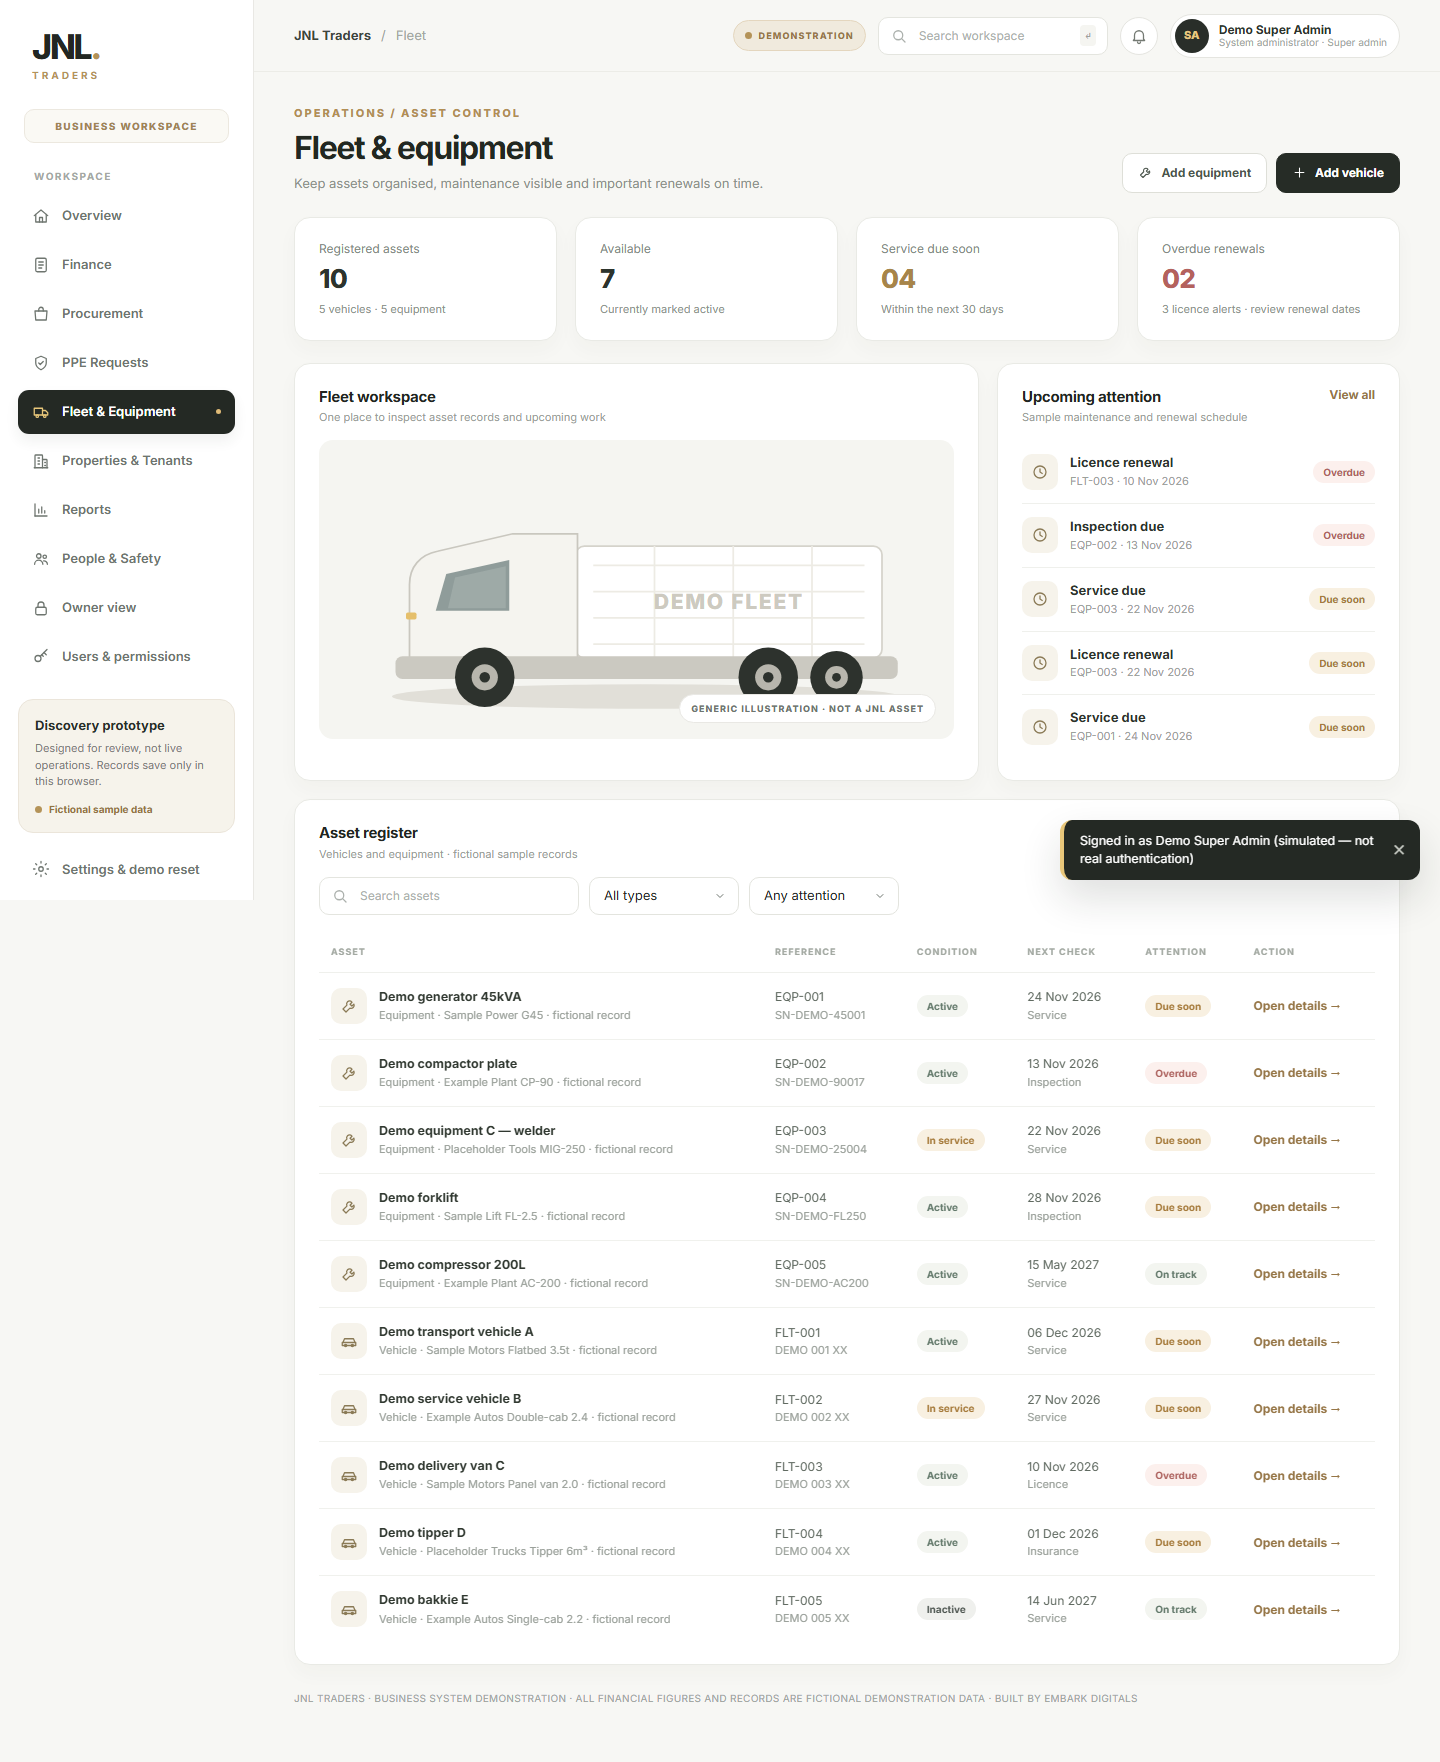 JNL.
TRADERS
BUSINESS WORKSPACE
WORKSPACE
Overview
Finance
Procurement
PPE Requests
Fleet & Equipment
Properties & Tenants
Reports
People & Safety
Owner view
Users & permissions
Discovery prototype
Designed for review, not live
operations. Records save only in
this browser.
Fictional sample data
Settings & demo reset
JNL Traders / Fleet
DEMONSTRATION
Search workspace
SA
Demo Super Admin
System administrator · Super admin
OPERATIONS / ASSET CONTROL
Fleet & equipment
Keep assets organised, maintenance visible and important renewals on time.
Add equipment
Add vehicle
Registered assets
10
5 vehicles · 5 equipment
Available
7
Currently marked active
Service due soon
04
Within the next 30 days
Overdue renewals
02
3 licence alerts · review renewal dates
Fleet workspace
One place to inspect asset records and upcoming work
DEMO FLEET
GENERIC ILLUSTRATION · NOT A JNL ASSET
Upcoming attention
View all
Sample maintenance and renewal schedule
Licence renewal
FLT-003 · 10 Nov 2026
Overdue
Inspection due
EQP-002 · 13 Nov 2026
Overdue
Service due
EQP-003 · 22 Nov 2026
Due soon
Licence renewal
EQP-003 · 22 Nov 2026
Due soon
Service due
EQP-001 · 24 Nov 2026
Due soon
Asset register
Vehicles and equipment · fictional sample records
Signed in as Demo Super Admin (simulated — not
real authentication)
Search assets
All types
Any attention
ASSET REFERENCE CONDITION NEXT CHECK ATTENTION ACTION
Demo generator 45kVA EQP-001 Active 24 Nov 2026 Due soon Open details →
Equipment · Sample Power G45 · fictional record SN-DEMO-45001 Service
Demo compactor plate EQP-002 Active 13 Nov 2026 Overdue Open details →
Equipment · Example Plant CP-90 · fictional record SN-DEMO-90017 Inspection
Demo equipment C — welder EQP-003 In service 22 Nov 2026 Due soon Open details →
Equipment · Placeholder Tools MIG-250 · fictional record SN-DEMO-25004 Service
Demo forklift EQP-004 Active 28 Nov 2026 Due soon Open details →
Equipment · Sample Lift FL-2.5 · fictional record SN-DEMO-FL250 Inspection
Demo compressor 200L EQP-005 Active 15 May 2027 On track Open details →
Equipment · Example Plant AC-200 · fictional record SN-DEMO-AC200 Service
Demo transport vehicle A FLT-001 Active 06 Dec 2026 Due soon Open details →
Vehicle · Sample Motors Flatbed 3.5t · fictional record DEMO 001 XX Service
Demo service vehicle B FLT-002 In service 27 Nov 2026 Due soon Open details →
Vehicle · Example Autos Double-cab 2.4 · fictional record DEMO 002 XX Service
Demo delivery van C FLT-003 Active 10 Nov 2026 Overdue Open details →
Vehicle · Sample Motors Panel van 2.0 · fictional record DEMO 003 XX Licence
Demo tipper D FLT-004 Active 01 Dec 2026 Due soon Open details →
Vehicle · Placeholder Trucks Tipper 6m³ · fictional record DEMO 004 XX Insurance
Demo bakkie E FLT-005 Inactive 14 Jun 2027 On track Open details →
Vehicle · Example Autos Single-cab 2.2 · fictional record DEMO 005 XX Service
JNL TRADERS · BUSINESS SYSTEM DEMONSTRATION · ALL FINANCIAL FIGURES AND RECORDS ARE FICTIONAL DEMONSTRATION DATA · BUILT BY EMBARK DIGITALS